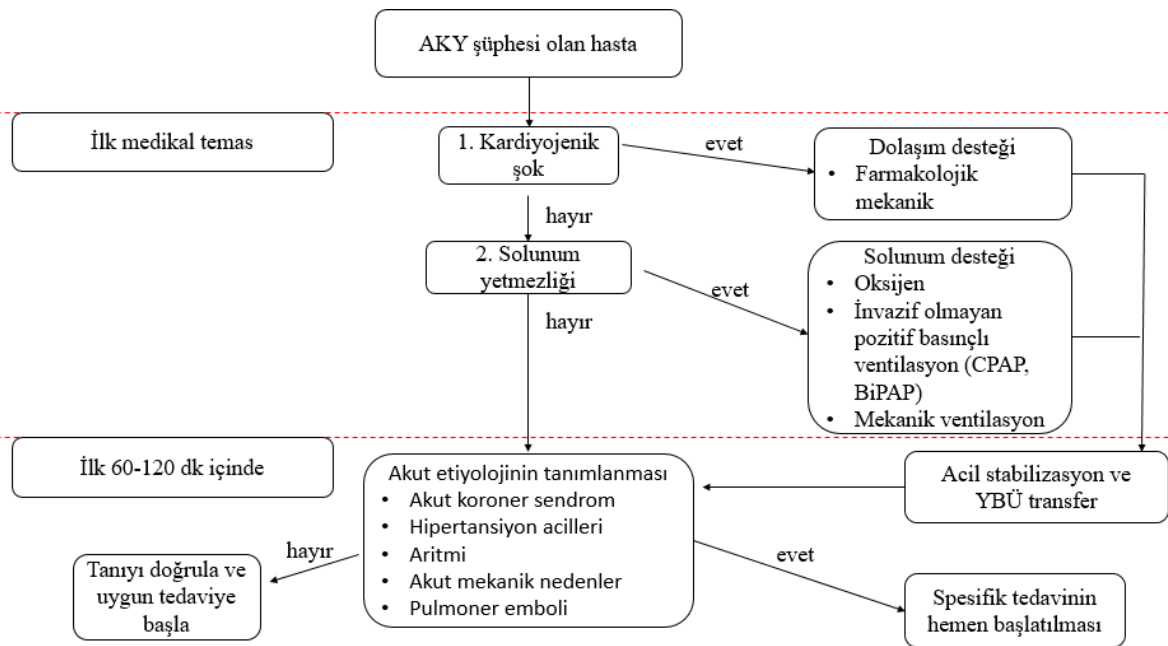 AKY şüphesi olan hasta
İlk medikal temas
1. Kardiyojenik
şok
evet
Dolaşım desteği
• Farmakolojik
mekanik
hayır
2. Solunum
yetmezliği
evet
Solunum desteği
• Oksijen
• İnvazif olmayan
pozitif basınçlı
ventilasyon (CPAP,
BiPAP)
• Mekanik ventilasyon
hayır
İlk 60-120 dk içinde
Akut etiyolojinin tanımlanması
• Akut koroner sendrom
• Hipertansiyon acilleri
• Aritmi
• Akut mekanik nedenler
• Pulmoner emboli
Acil stabilizasyon ve
YBÜ transfer
hayır
Tanıyı doğrula ve
uygun tedaviye
başla
evet
Spesifik tedavinin
hemen başlatılması